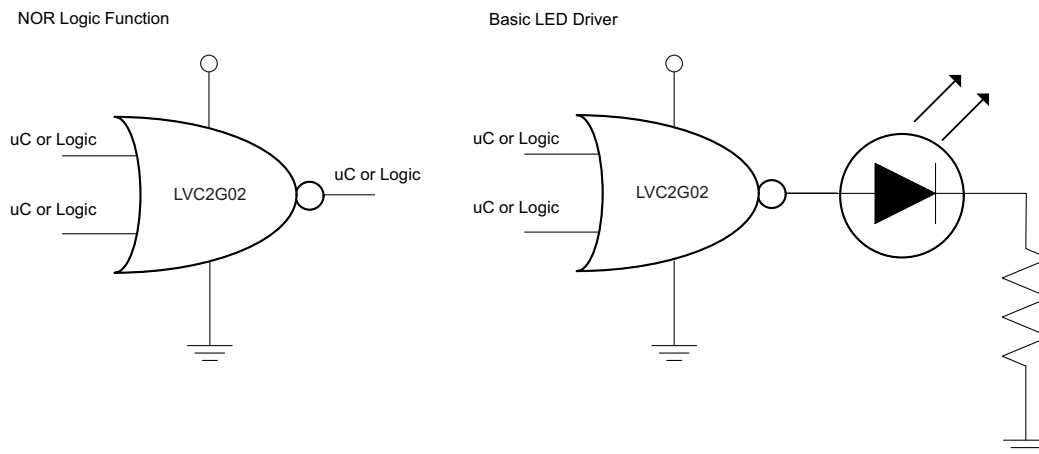 NOR Logic Function
Basic LED Driver
uC or Logic
uC or Logic
uC or Logic
LVC2G02
uC or Logic
uC or Logic
LVC2G02